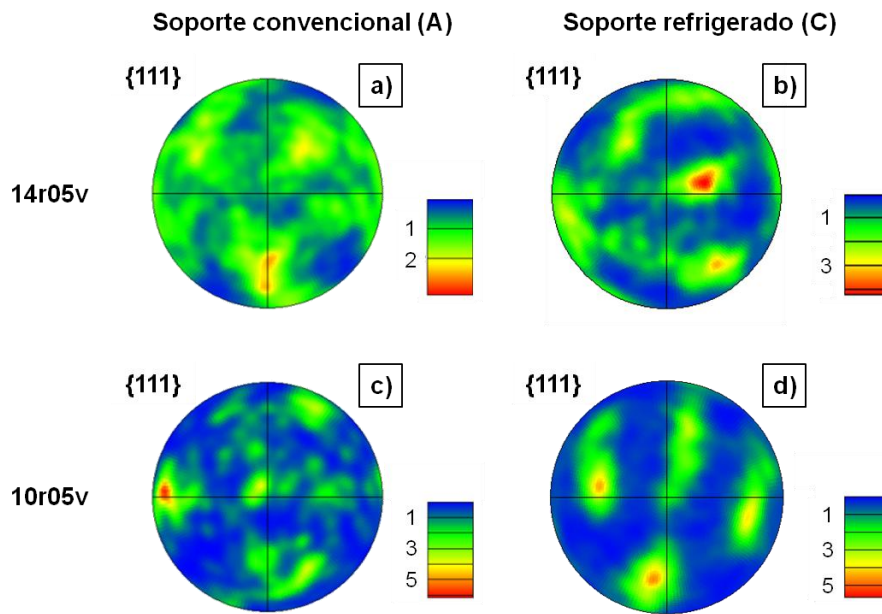 Soporte convencional (A)
Soporte refrigerado (C)
{111}
a)
{111}
b)
14r05v
1
2
1
3
{111}
c)
{111}
d)
10r05v
1
3
5
1
3
5